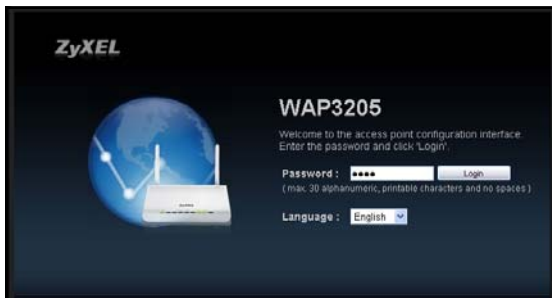 ZyXEL
WAP3205
Welcome to the access point configuration interface.
Enter the password and click 'Login'.
Password : •••• Login
( max. 30 alphanumeric, printable characters and no spaces )
Language : English
ZyXEL